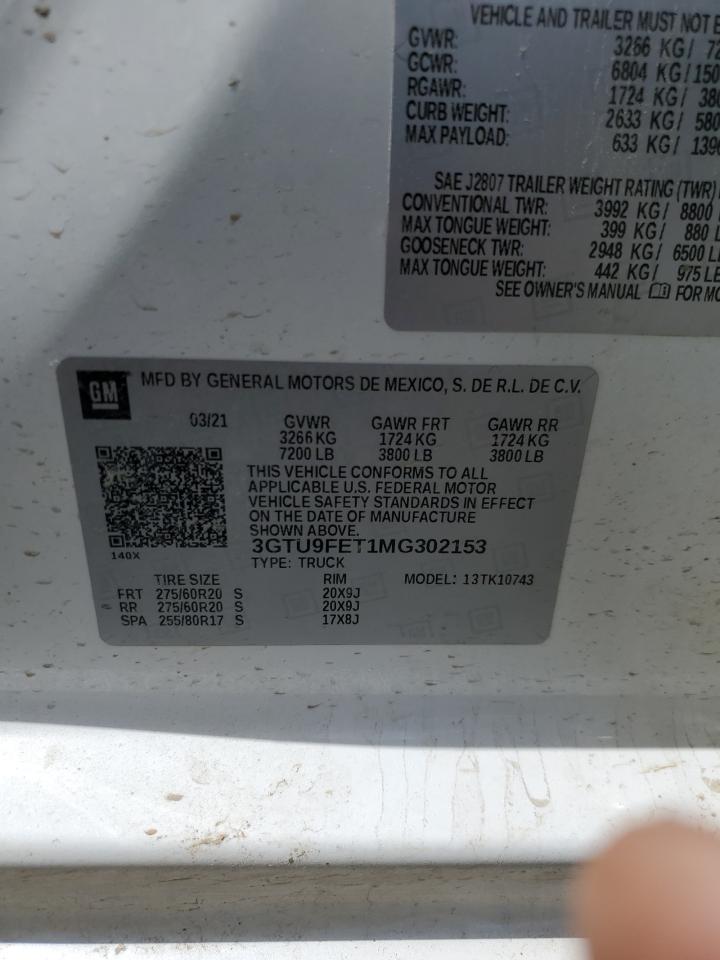 VEHICLE AND TRAILER MUST NOT
GVWR: 3266 KG/ 72
GCWR: 6804 KG/150
RGAWR: 1724 KG/ 380
CURB WEIGHT: 2633 KG/ 580
MAX PAYLOAD: 633 KG/ 1396
SAE J2807 TRAILER WEIGHT RATING (TWR)
CONVENTIONAL TWR: 3992 KG/ 8800
MAX TONGUE WEIGHT: 399 KG/ 880 L
GOOSENECK TWR: 2948 KG/ 6500 L
MAX TONGUE WEIGHT: 442 KG/ 975 LB
SEE OWNER'S MANUAL FOR MO
GM MFD BY GENERAL MOTORS DE MEXICO, S. DE R.L. DE C.V.
03/21 GVWR GAWR FRT GAWR RR
3266 KG 1724 KG 1724 KG
7200 LB 3800 LB 3800 LB
THIS VEHICLE CONFORMS TO ALL
APPLICABLE U.S. FEDERAL MOTOR
VEHICLE SAFETY STANDARDS IN EFFECT
ON THE DATE OF MANUFACTURE
SHOWN ABOVE.
3GTU9FET1MG302153
140X TYPE: TRUCK
TIRE SIZE RIM MODEL: 13TK10743
FRT 275/60R20 S 20X9J
RR 275/60R20 S 20X9J
SPA 255/80R17 S 17X8J